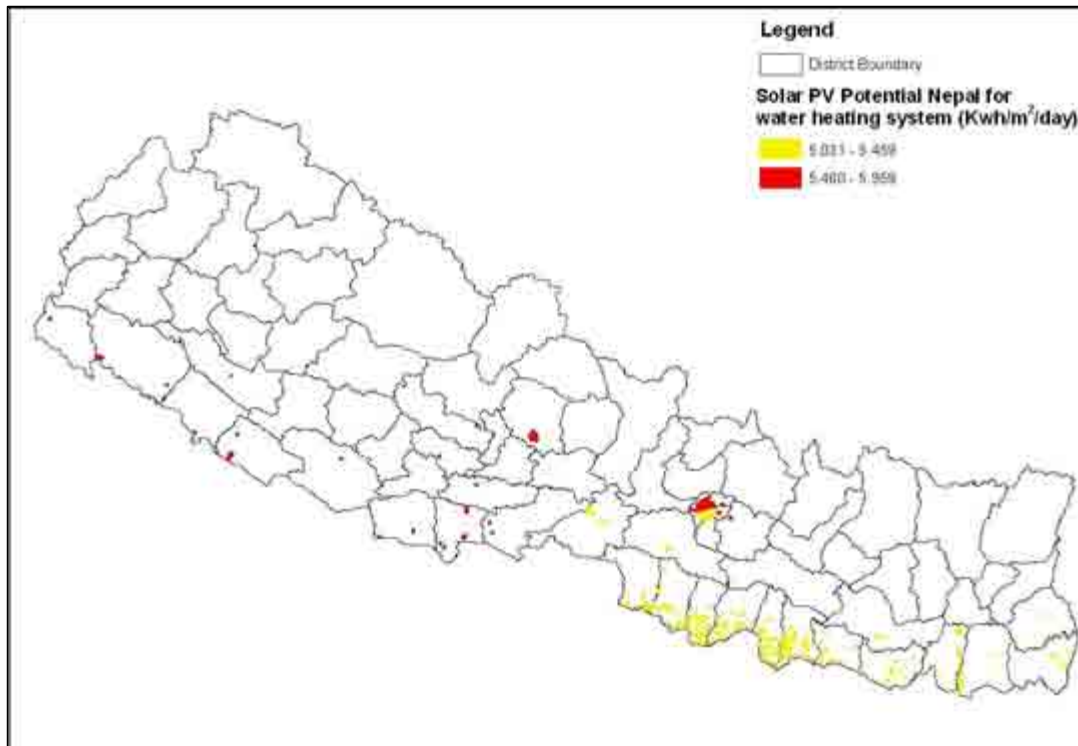 Legend
District Boundary
Solar PV Potential Nepal for
water heating system (Kwh/m²/day)
5.031 - 5.459
5.460 - 5.959